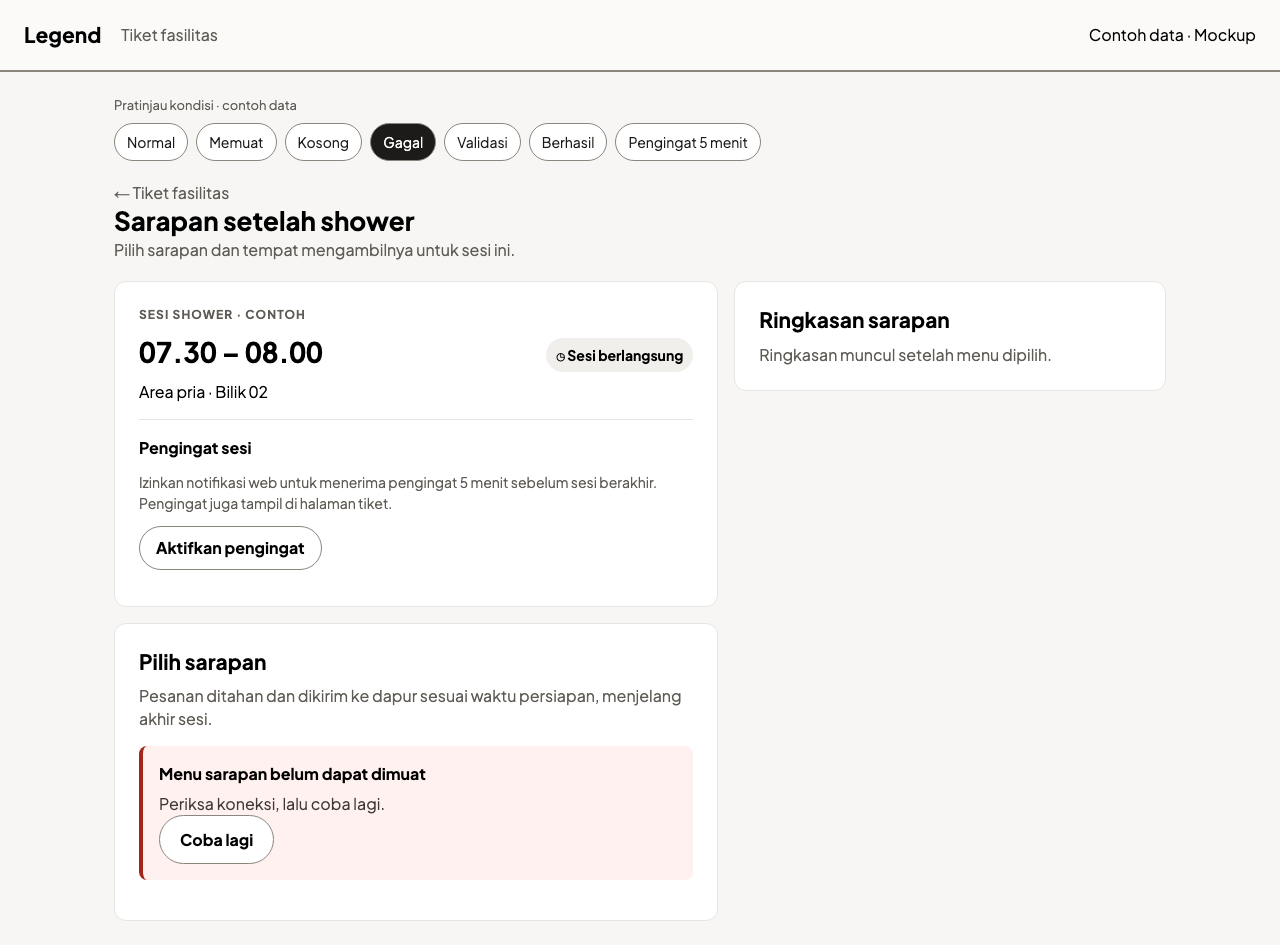 Legend Tiket fasilitas Contoh data · Mockup
Pratinjau kondisi · contoh data
Normal Memuat Kosong Gagal Validasi Berhasil Pengingat 5 menit
← Tiket fasilitas
Sarapan setelah shower
Pilih sarapan dan tempat mengambilnya untuk sesi ini.
SESI SHOWER · CONTOH
07.30 – 08.00
◷ Sesi berlangsung
Area pria · Bilik 02
Pengingat sesi
Izinkan notifikasi web untuk menerima pengingat 5 menit sebelum sesi berakhir.
Pengingat juga tampil di halaman tiket.
Aktifkan pengingat
Pilih sarapan
Pesanan ditahan dan dikirim ke dapur sesuai waktu persiapan, menjelang
akhir sesi.
Menu sarapan belum dapat dimuat
Periksa koneksi, lalu coba lagi.
Coba lagi
Ringkasan sarapan
Ringkasan muncul setelah menu dipilih.